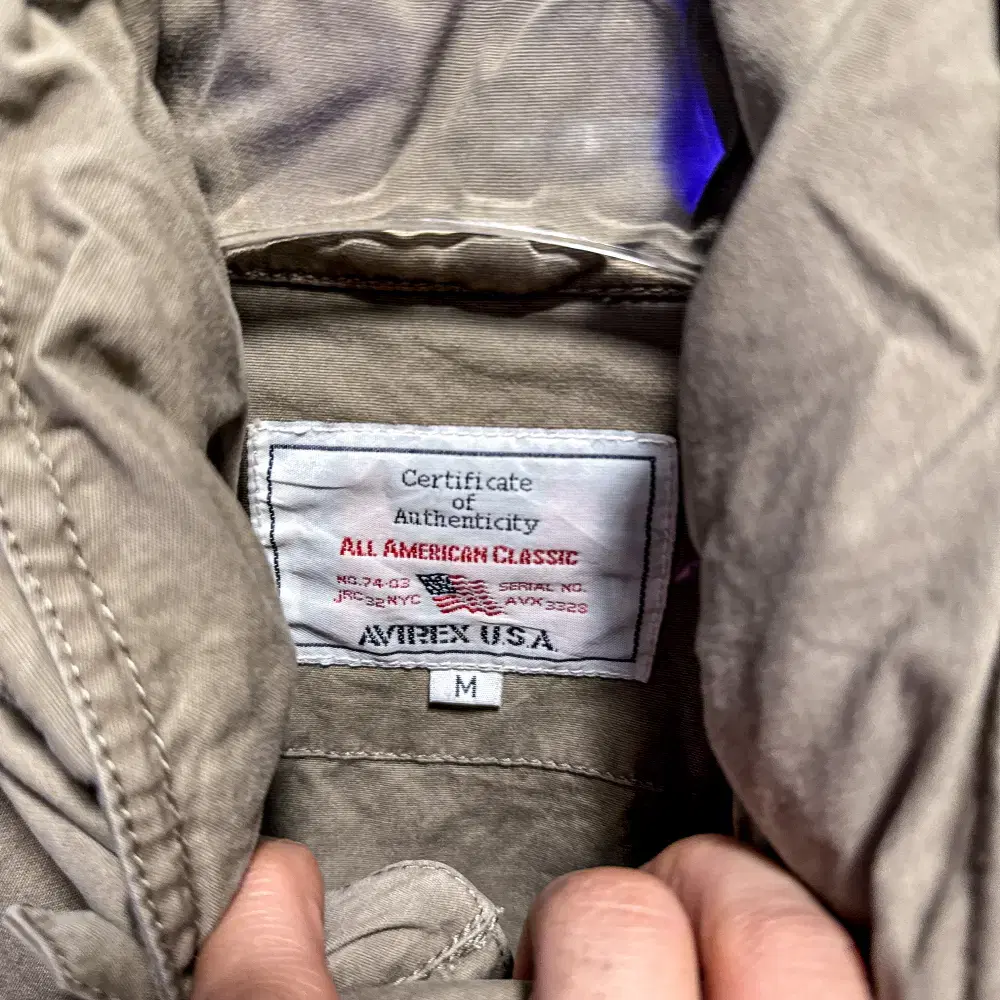 Certificate
of
Authenticity
ALL AMERICAN CLASSIC
NO.74-03 SERIAL NO.
JRC32NYC AVX3328
AVIREX U.S.A.
M